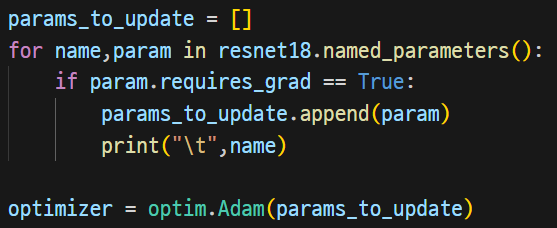 params_to_update = []
for name,param in resnet18.named_parameters():
    if param.requires_grad == True:
        params_to_update.append(param)
        print("\t",name)

optimizer = optim.Adam(params_to_update)